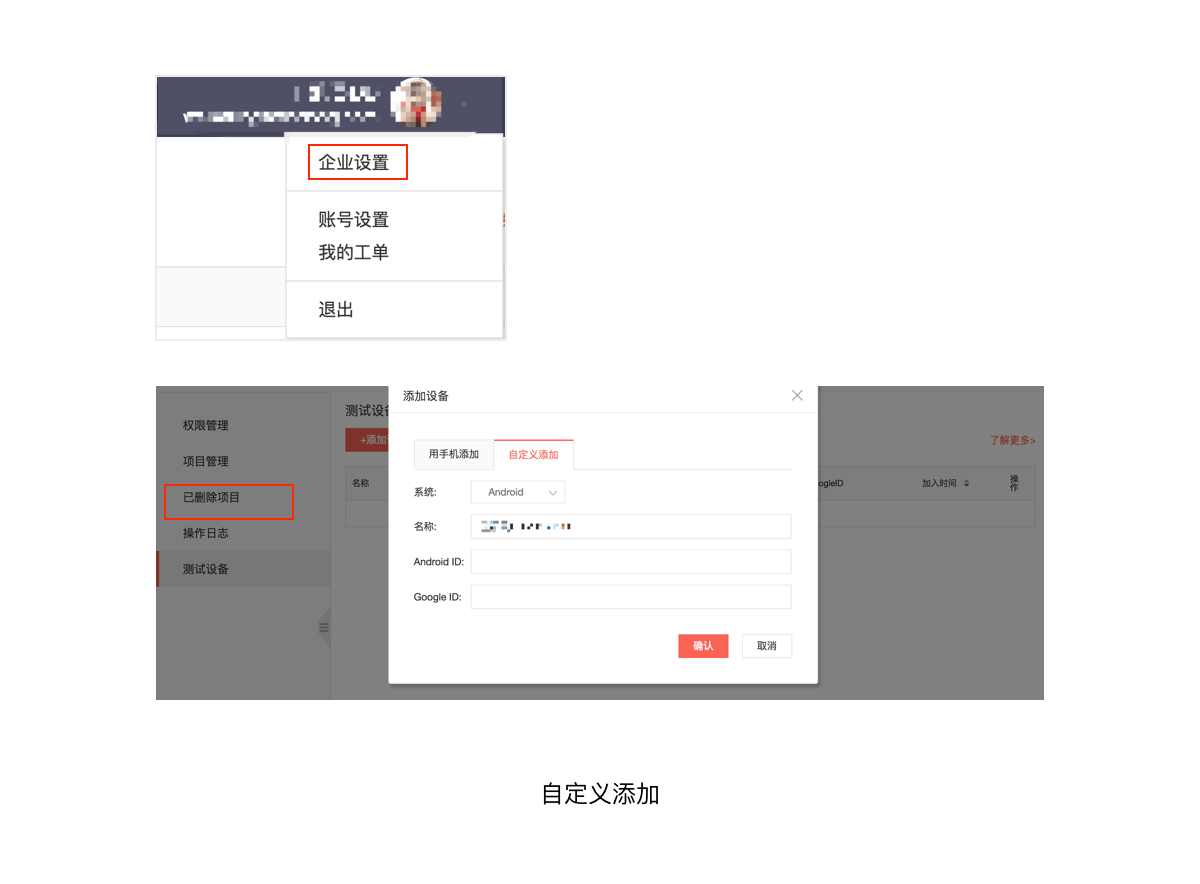 企业设置
账号设置
我的工单
退出
权限管理
项目管理
已删除项目
操作日志
测试设备
测试设
+添加
名称
添加设备
用手机添加
自定义添加
系统:
Android
名称:
Android ID:
Google ID:
确认
取消
了解更多>
ogleID
加入时间
操作
自定义添加